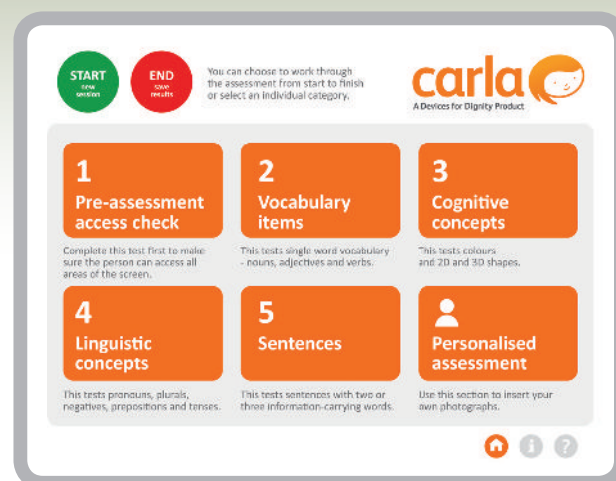 START
new
session
END
save
results
You can choose to work through
the assessment from start to finish
or select an individual category.
carla
A Devices for Dignity Product
1
Pre-assessment
access check
Complete this test first to make
sure the person can access all
areas of the screen.
2
Vocabulary
items
This tests single word vocabulary
- nouns, adjectives and verbs.
3
Cognitive
concepts
This tests colours
and 2D and 3D shapes.
4
Linguistic
concepts
This tests pronouns, plurals,
negatives, prepositions and tenses.
5
Sentences
This tests sentences with two or
three information-carrying words.
Personalised
assessment
Use this section to insert your
own photographs.
i ?